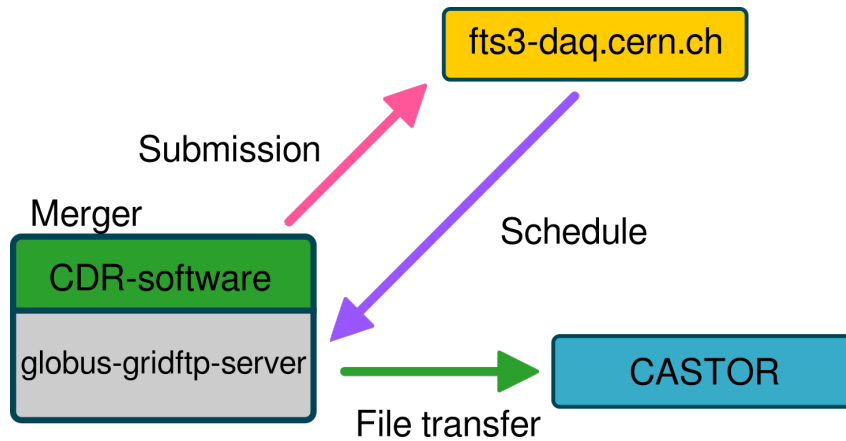 fts3-daq.cern.ch
Submission
Merger
Schedule
CDR-software
globus-gridftp-server
CASTOR
File transfer